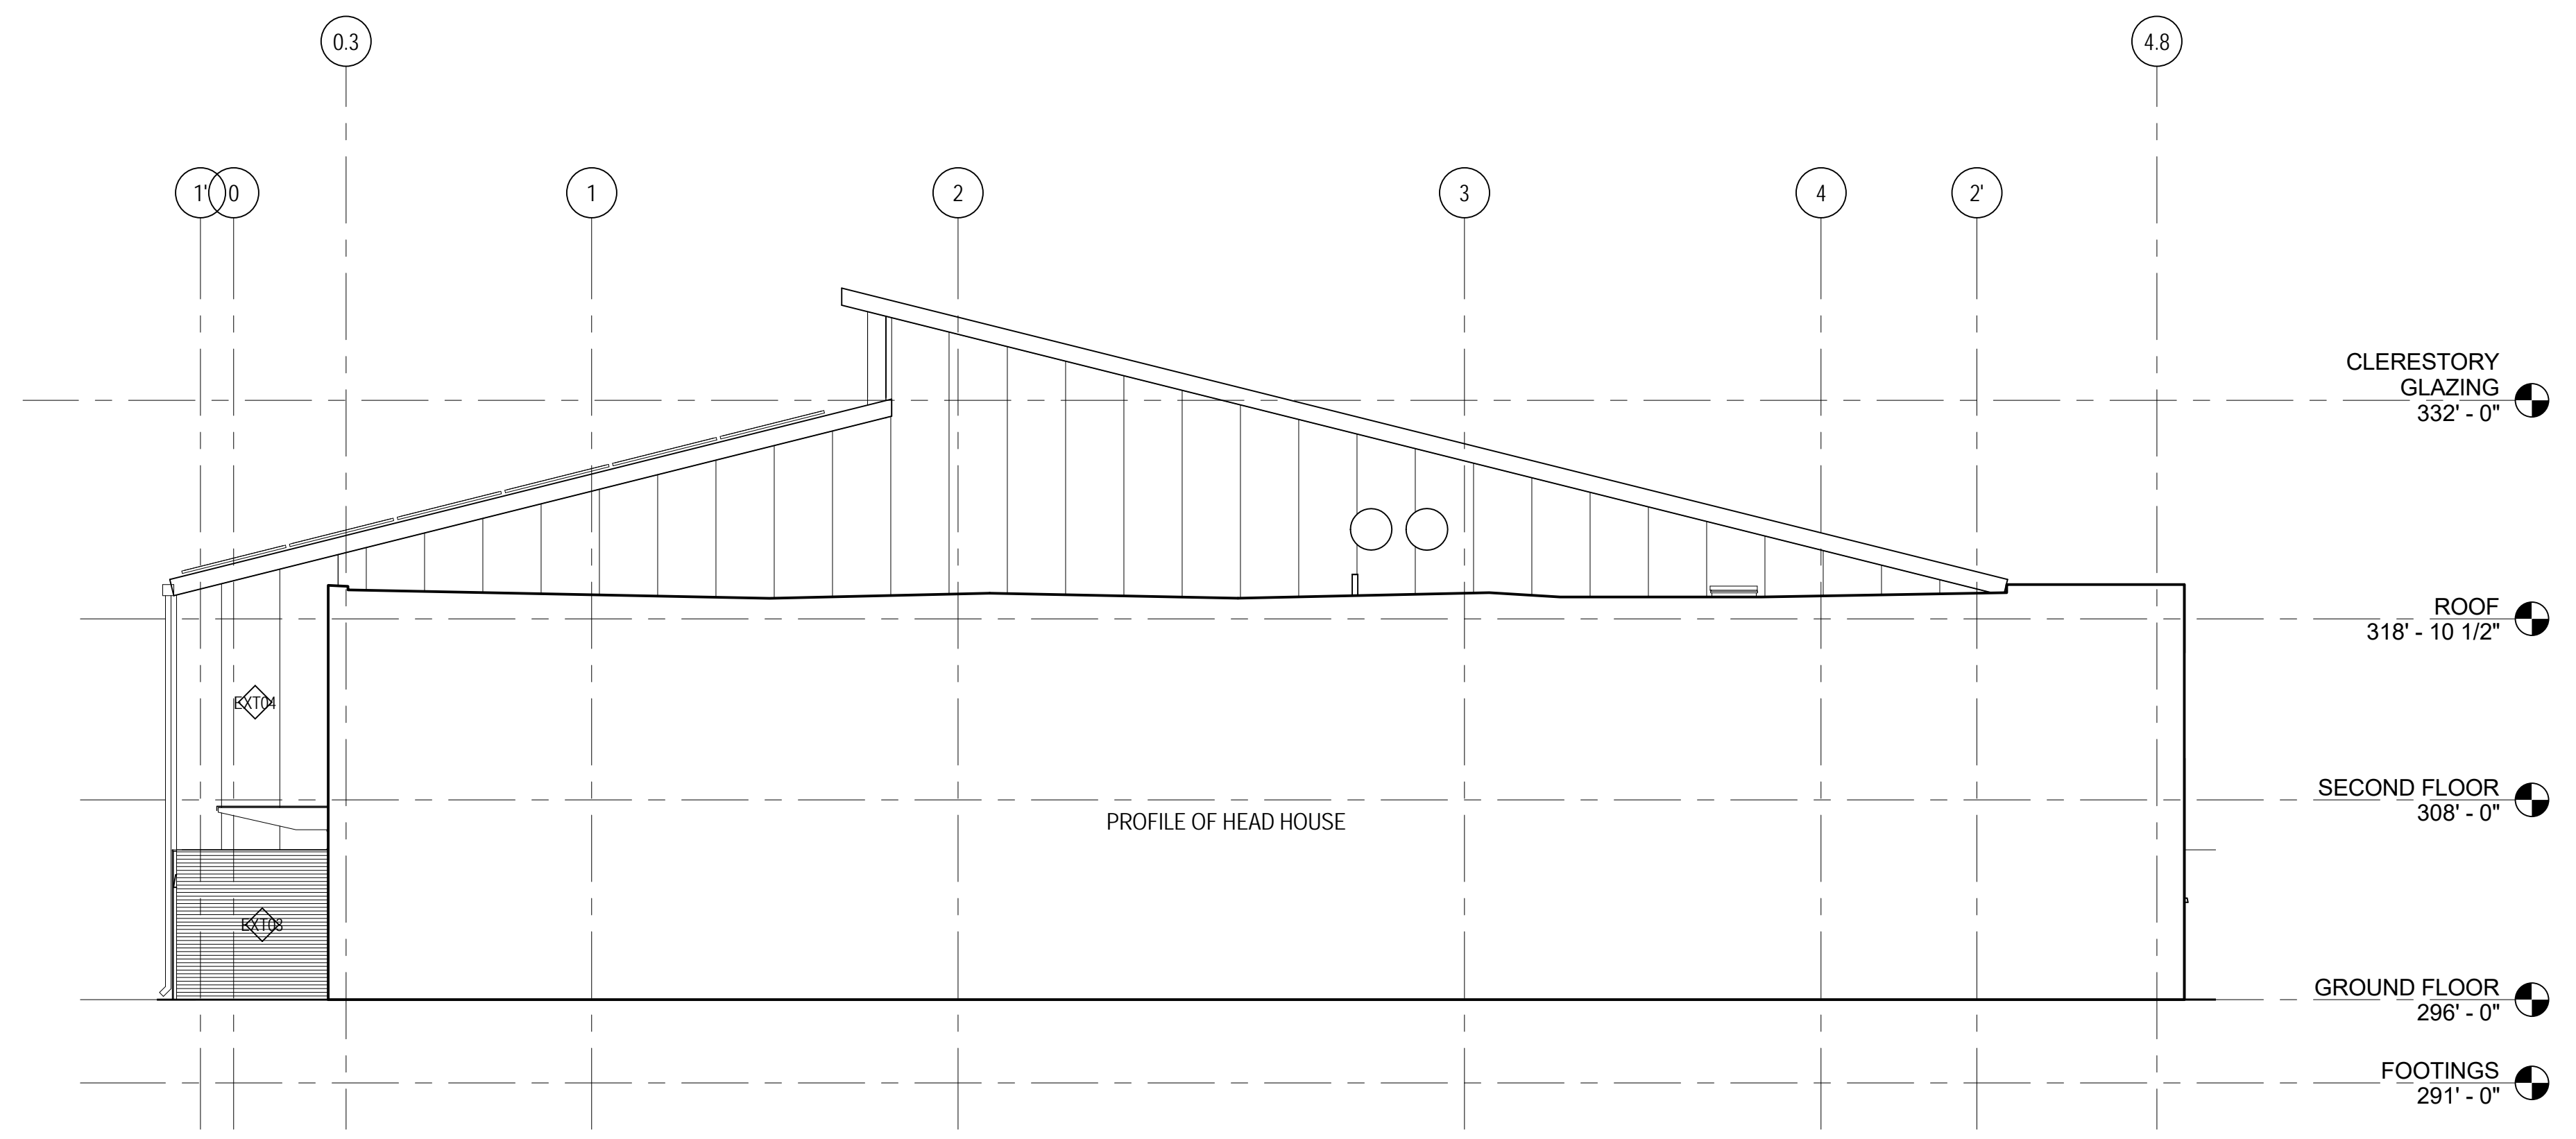 0.3
4.8
1'
0
1
2
3
4
2'
CLERESTORY
GLAZING
332' - 0"
ROOF
318' - 10 1/2"
EXT04
SECOND FLOOR
308' - 0"
PROFILE OF HEAD HOUSE
EXT08
GROUND FLOOR
296' - 0"
FOOTINGS
291' - 0"